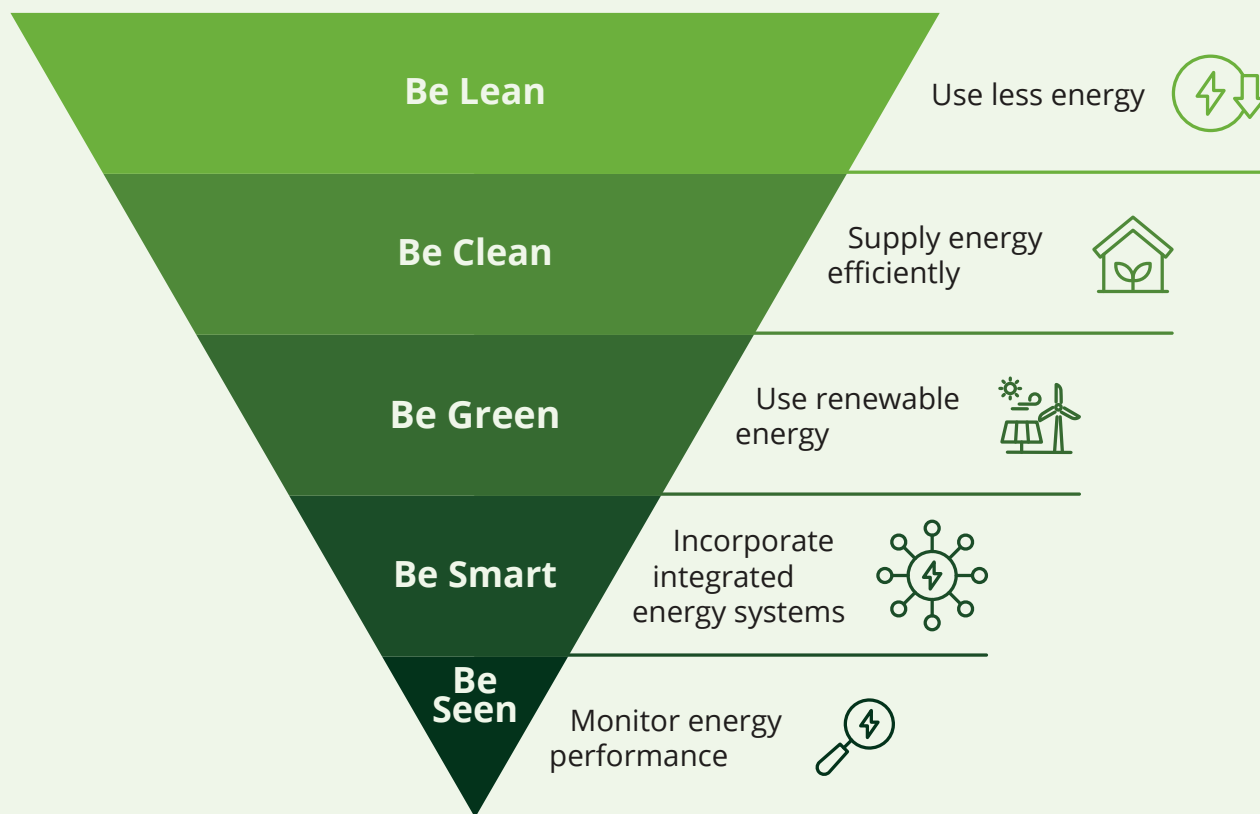 Be Lean
Use less energy
Be Clean
Supply energy
efficiently
Be Green
Use renewable
energy
Be Smart
Incorporate
integrated
energy systems
Be
Seen
Monitor energy
performance